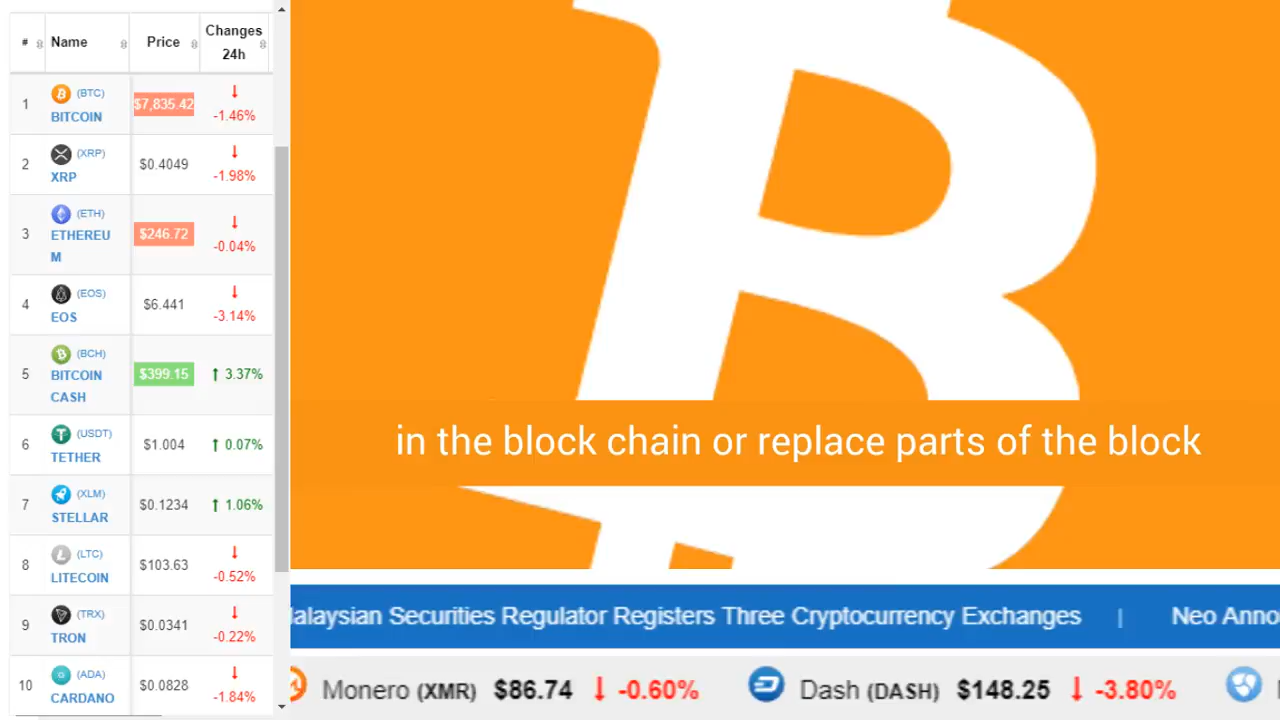 # Name Price Changes
24h
1 (BTC) BITCOIN $7,835.42 -1.46%
2 (XRP) XRP $0.4049 -1.98%
3 (ETH) ETHEREU
M $246.72 -0.04%
4 (EOS) EOS $6.441 -3.14%
5 (BCH) BITCOIN
CASH $399.15 3.37%
6 (USDT) TETHER $1.004 0.07%
7 (XLM) STELLAR $0.1234 1.06%
8 (LTC) LITECOIN $103.63 -0.52%
9 (TRX) TRON $0.0341 -0.22%
10 (ADA) CARDANO $0.0828 -1.84%
in the block chain or replace parts of the block
alaysian Securities Regulator Registers Three Cryptocurrency Exchanges | Neo Anno
Monero (XMR) $86.74 -0.60% Dash (DASH) $148.25 -3.80%